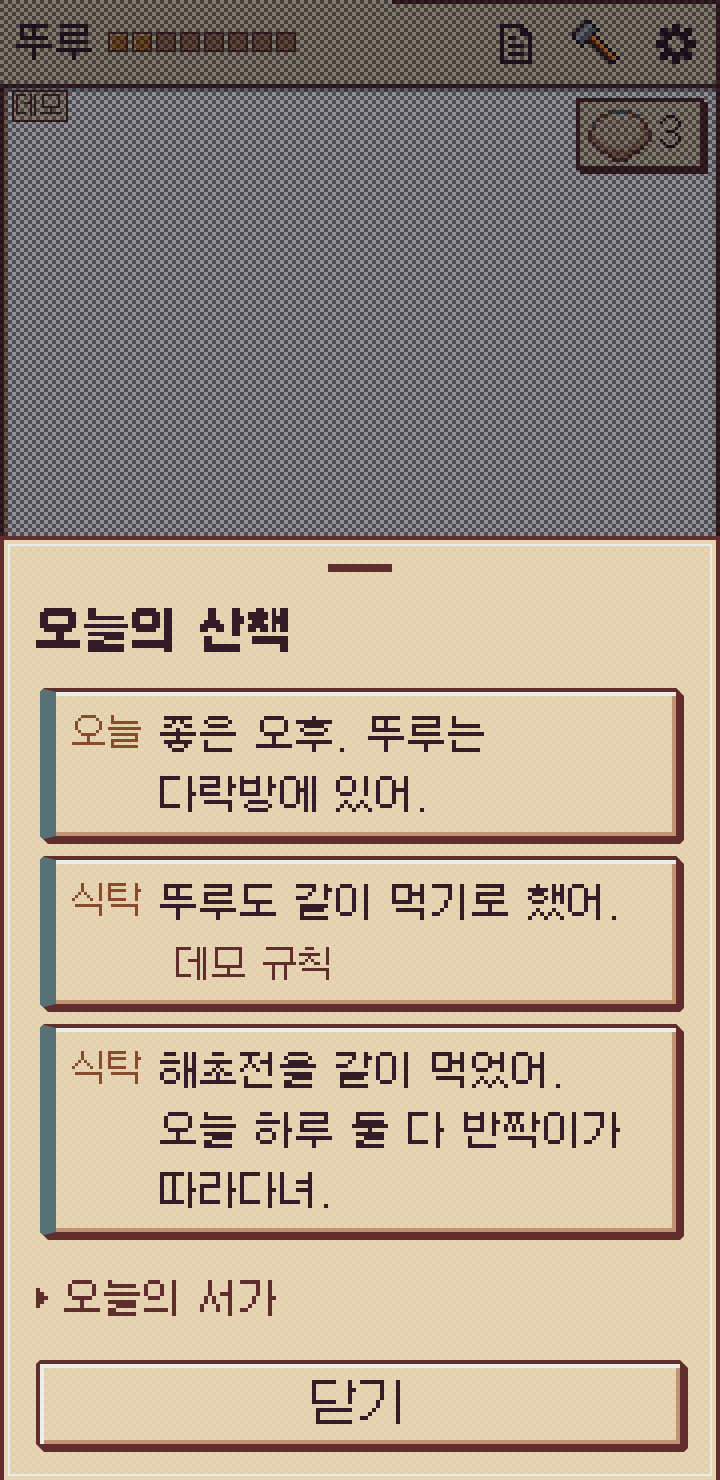 뚜루
데모
3
오늘의 산책
오늘 좋은 오후. 뚜루는
다락방에 있어.
식탁 뚜루도 같이 먹기로 했어.
데모 규칙
식탁 해초전을 같이 먹었어.
오늘 하루 둘 다 반짝이가
따라다녀.
오늘의 서가
닫기